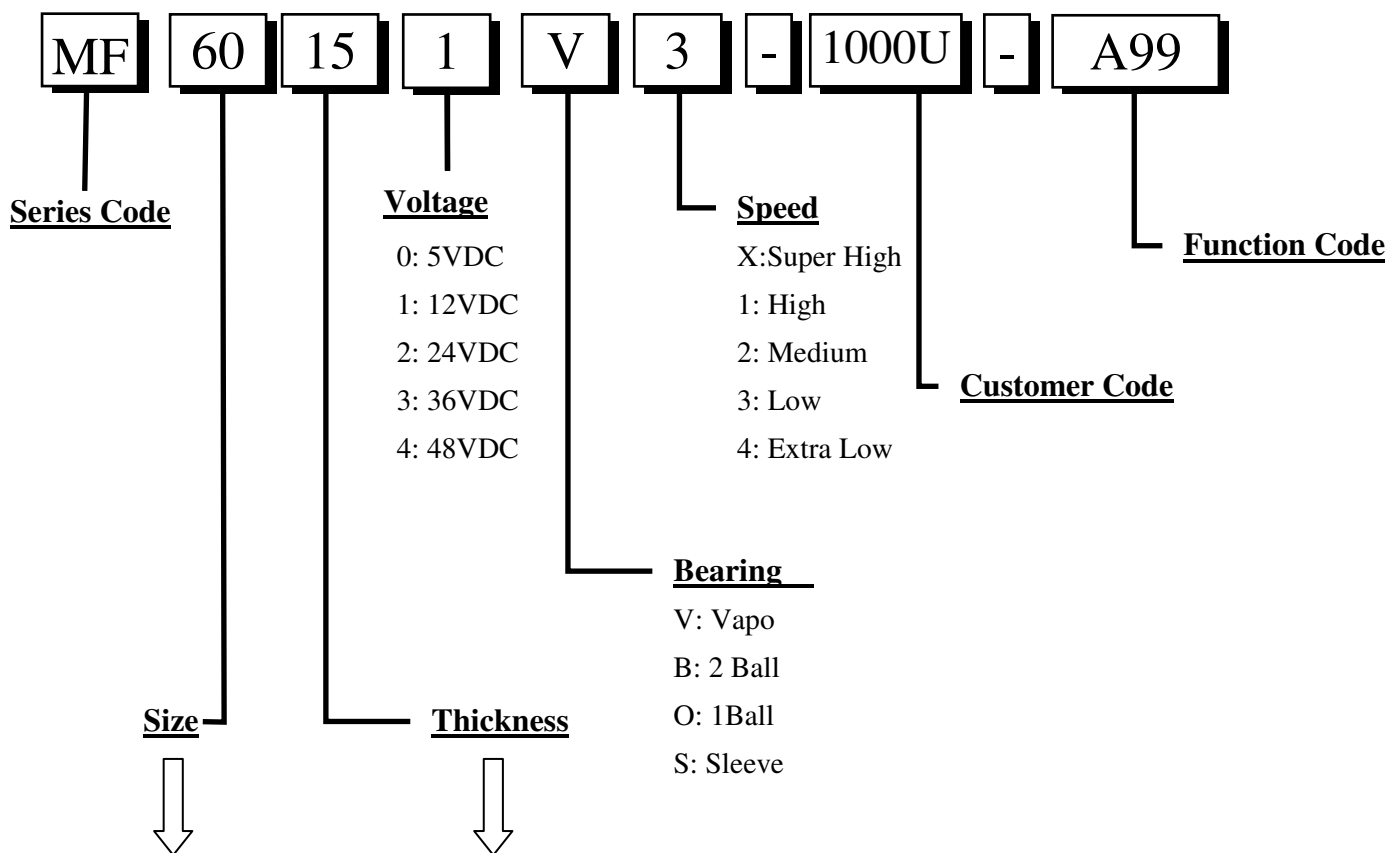 MF 60 15 1 V 3 - 1000U - A99
Series Code
Voltage
0: 5VDC
1: 12VDC
2: 24VDC
3: 36VDC
4: 48VDC
Speed
X:Super High
1: High
2: Medium
3: Low
4: Extra Low
Function Code
Customer Code
Bearing
V: Vapo
B: 2 Ball
O: 1Ball
S: Sleeve
Size
Thickness